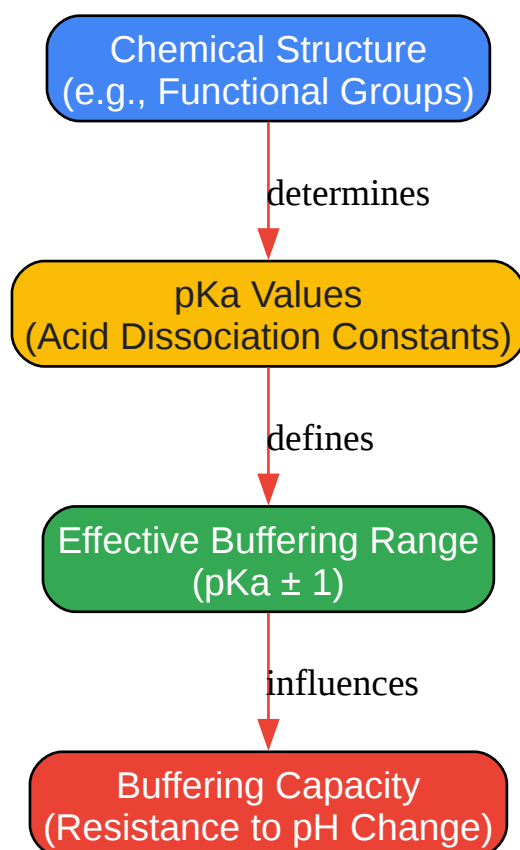 Chemical Structure
(e.g., Functional Groups)
determines
pKa Values
(Acid Dissociation Constants)
defines
Effective Buffering Range
(pKa ± 1)
influences
Buffering Capacity
(Resistance to pH Change)